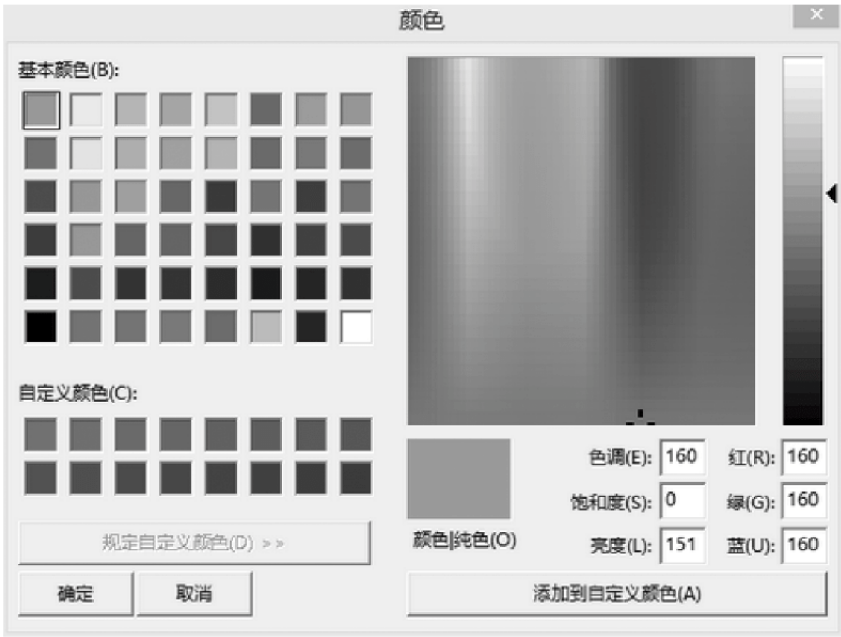 颜色
基本颜色(B):
自定义颜色(C):
规定自定义颜色(D) >>
确定 取消
颜色|纯色(O)
色调(E): 160 红(R): 160
饱和度(S): 0 绿(G): 160
亮度(L): 151 蓝(U): 160
添加到自定义颜色(A)